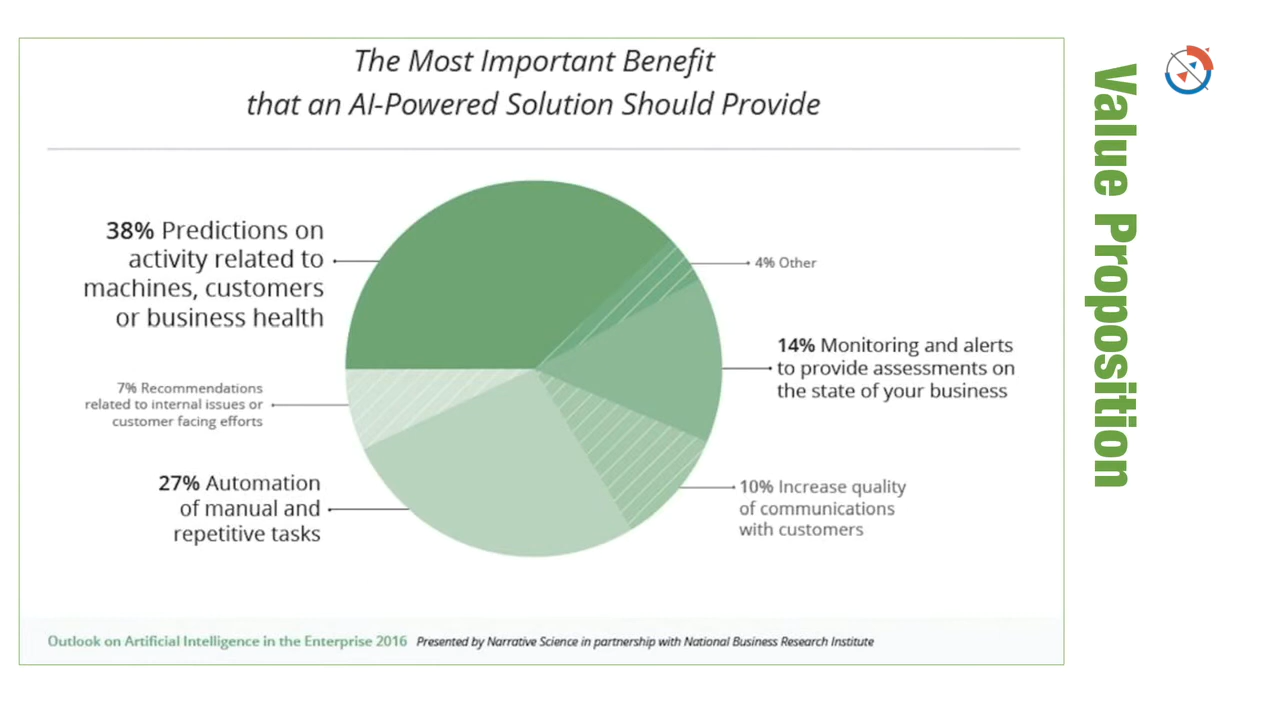 The Most Important Benefit
that an AI-Powered Solution Should Provide
38% Predictions on
activity related to
machines, customers
or business health
4% Other
14% Monitoring and alerts
to provide assessments on
the state of your business
7% Recommendations
related to internal issues or
customer facing efforts
27% Automation
of manual and
repetitive tasks
10% Increase quality
of communications
with customers
Outlook on Artificial Intelligence in the Enterprise 2016 Presented by Narrative Science in partnership with National Business Research Institute
Value Proposition